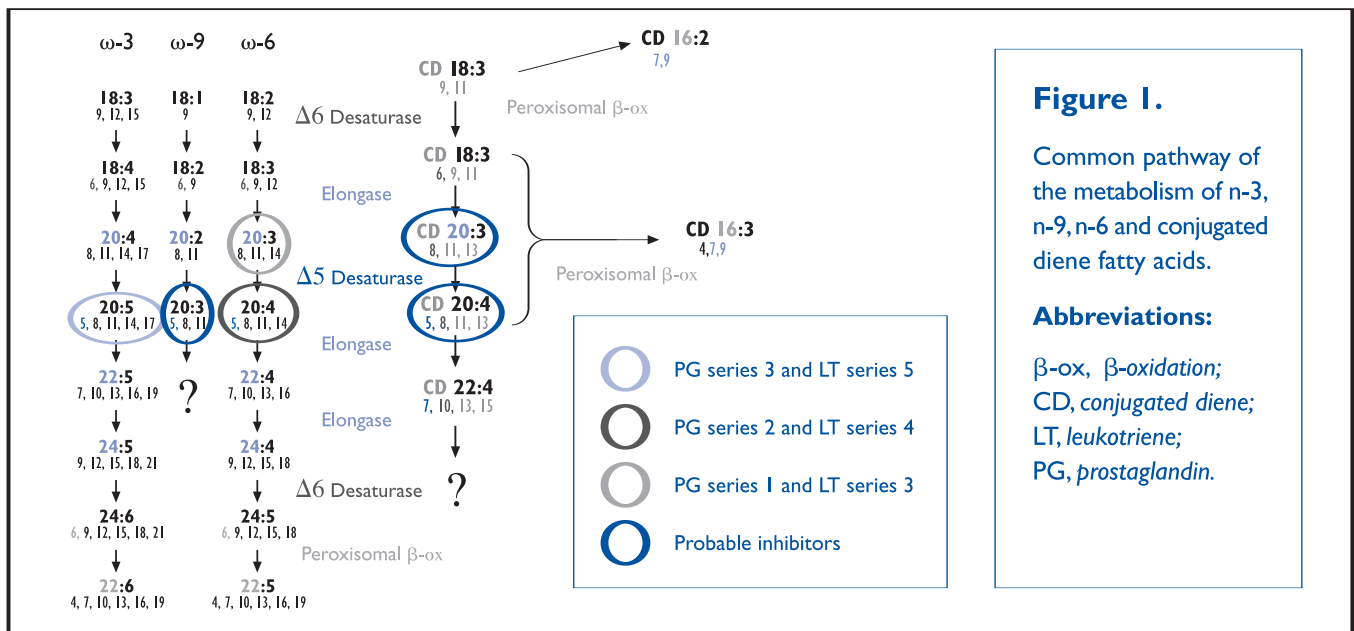 ω-3 ω-9 ω-6
CD 16:2
7,9
CD 18:3
9, 11
Peroxisomal β-ox
18:3 18:1 18:2
9, 12, 15 9 9, 12
Δ6 Desaturase
18:4 18:2 18:3
6, 9, 12, 15 6, 9 6, 9, 12
CD 18:3
6, 9, 11
Elongase
20:4 20:2 20:3
8, 11, 14, 17 8, 11 8, 11, 14
CD 20:3
8, 11, 13
CD 16:3
4,7,9
Peroxisomal β-ox
Δ5 Desaturase
20:5 20:3 20:4
5, 8, 11, 14, 17 5, 8, 11 5, 8, 11, 14
CD 20:4
5, 8, 11, 13
Elongase
22:5 ? 22:4
7, 10, 13, 16, 19 7, 10, 13, 16
CD 22:4
7, 10, 13, 15
Elongase
24:5 24:4
9, 12, 15, 18, 21 9, 12, 15, 18
Δ6 Desaturase ?
24:6 24:5
6, 9, 12, 15, 18, 21 6, 9, 12, 15, 18
Peroxisomal β-ox
22:6 22:5
4, 7, 10, 13, 16, 19 4, 7, 10, 13, 16, 19
PG series 3 and LT series 5
PG series 2 and LT series 4
PG series 1 and LT series 3
Probable inhibitors
Figure 1.
Common pathway of
the metabolism of n-3,
n-9, n-6 and conjugated
diene fatty acids.
Abbreviations:
β-ox, β-oxidation;
CD, conjugated diene;
LT, leukotriene;
PG, prostaglandin.